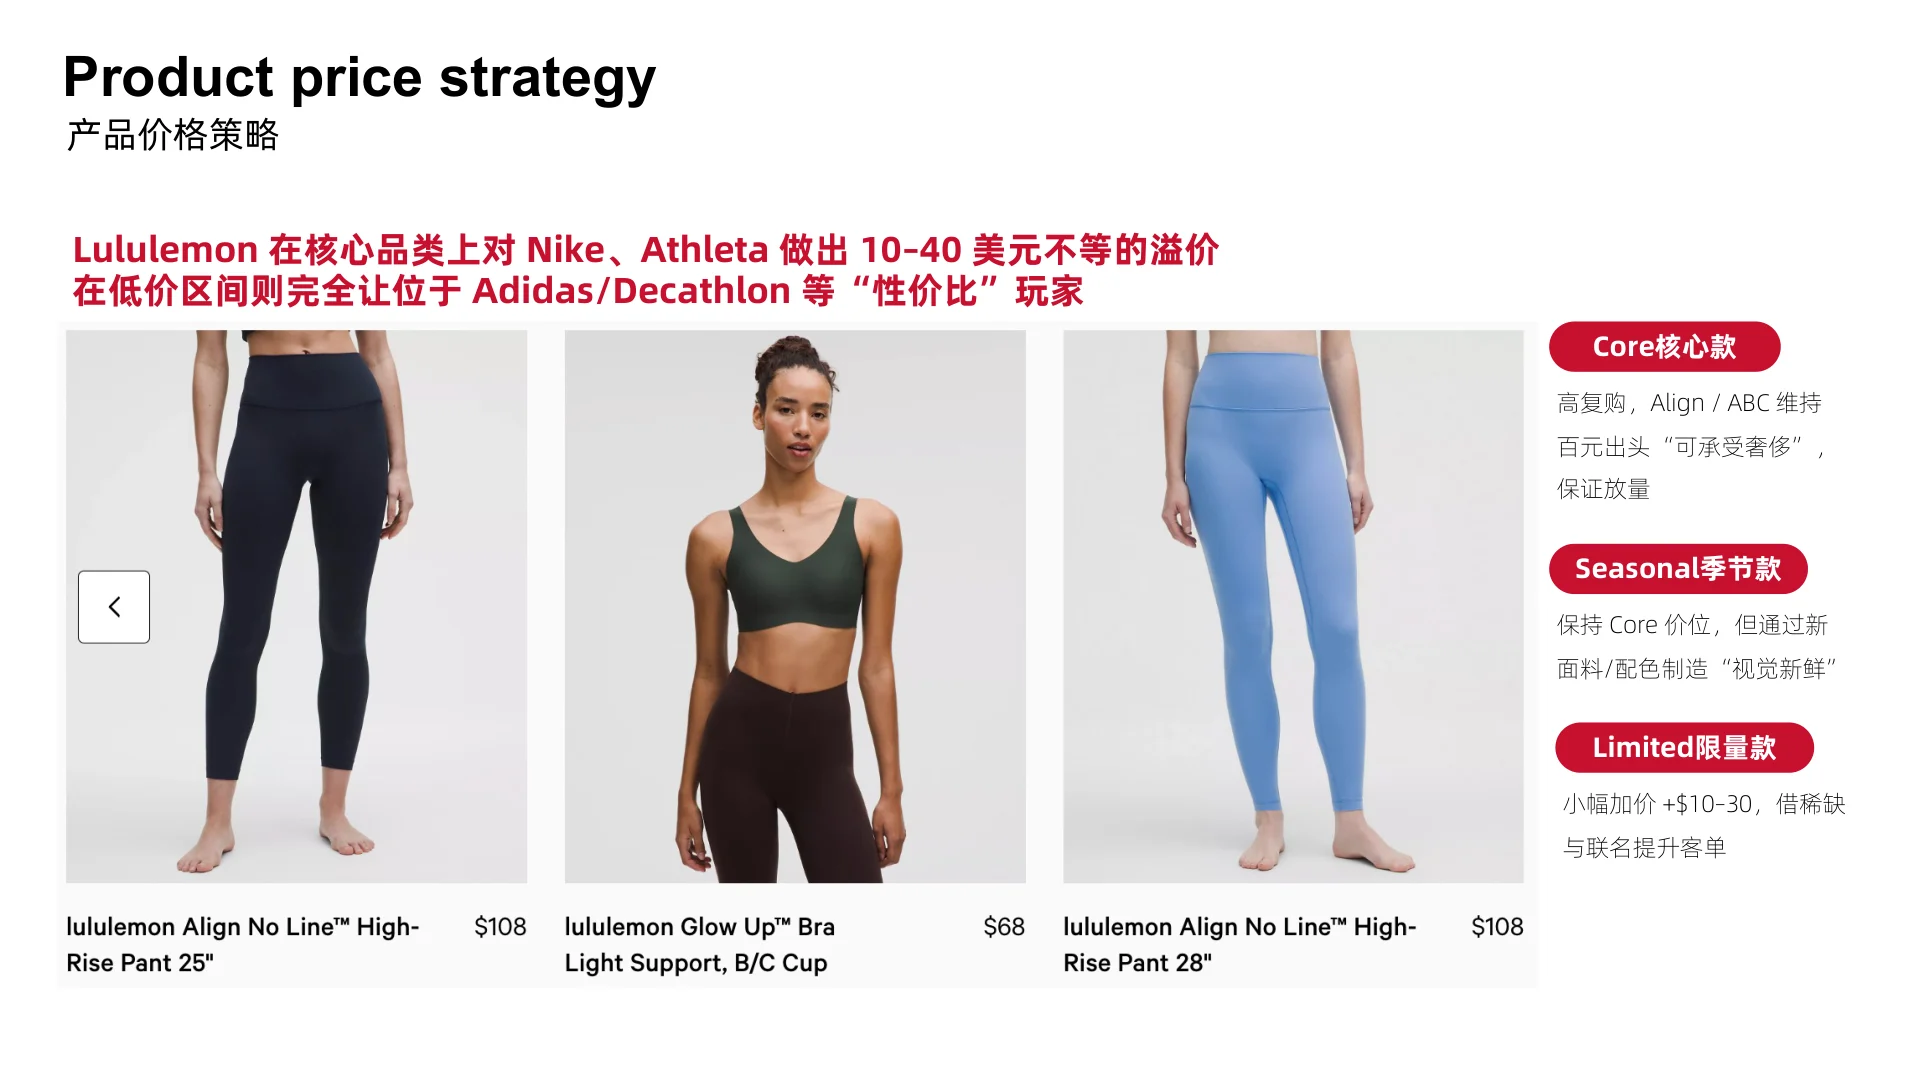 Product price strategy
产品价格策略
Lululemon 在核心品类上对 Nike、Athleta 做出 10-40 美元不等的溢价
在低价区间则完全让位于 Adidas/Decathlon 等“性价比”玩家
Core核心款
高复购，Align / ABC 维持
百元出头“可承受奢侈”，
保证放量
Seasonal季节款
保持 Core 价位，但通过新
面料/配色制造“视觉新鲜”
Limited限量款
小幅加价 +$10-30，借稀缺
与联名提升客单
lululemon Align No Line™ High- $108
Rise Pant 25"
lululemon Glow Up™ Bra $68
Light Support, B/C Cup
lululemon Align No Line™ High- $108
Rise Pant 28"